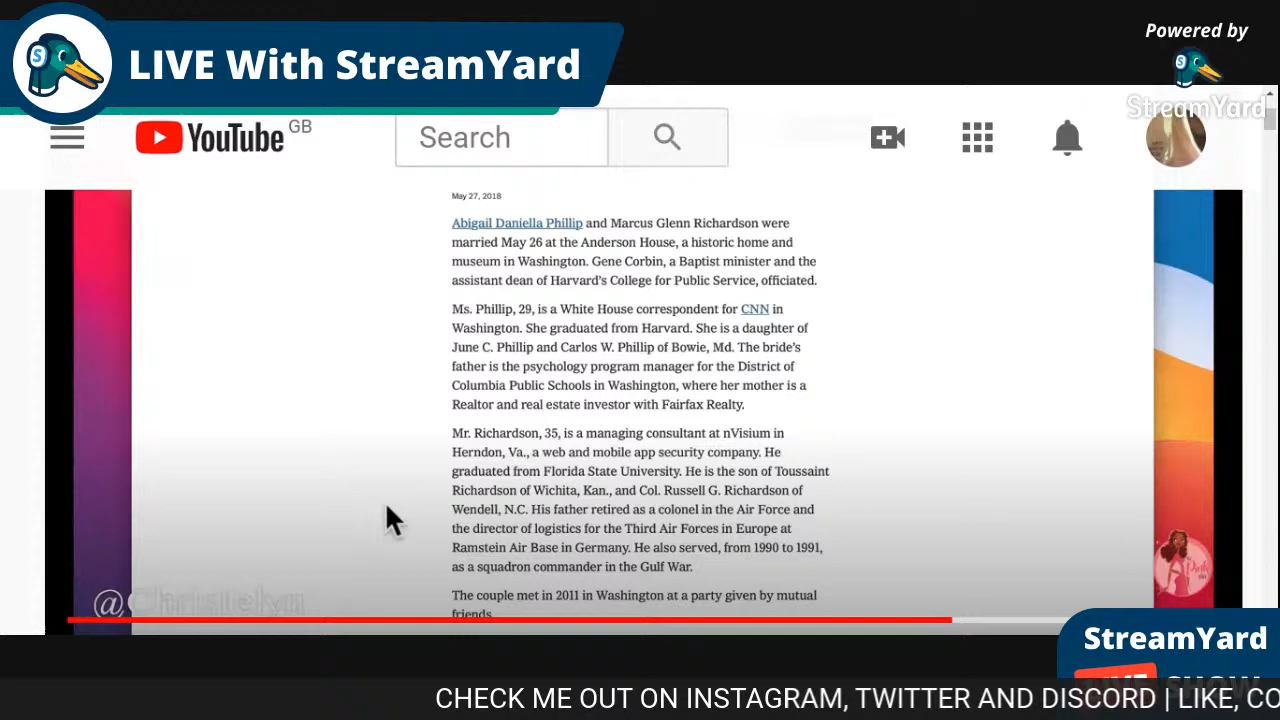 LIVE With StreamYard
Powered by
StreamYard
YouTube GB
Search
May 27, 2018
Abigail Daniella Phillip and Marcus Glenn Richardson were
married May 26 at the Anderson House, a historic home and
museum in Washington. Gene Corbin, a Baptist minister and the
assistant dean of Harvard’s College for Public Service, officiated.
Ms. Phillip, 29, is a White House correspondent for CNN in
Washington. She graduated from Harvard. She is a daughter of
June C. Phillip and Carlos W. Phillip of Bowie, Md. The bride’s
father is the psychology program manager for the District of
Columbia Public Schools in Washington, where her mother is a
Realtor and real estate investor with Fairfax Realty.
Mr. Richardson, 35, is a managing consultant at nVisium in
Herndon, Va., a web and mobile app security company. He
graduated from Florida State University. He is the son of Toussaint
Richardson of Wichita, Kan., and Col. Russell G. Richardson of
Wendell, N.C. His father retired as a colonel in the Air Force and
the director of logistics for the Third Air Forces in Europe at
Ramstein Air Base in Germany. He also served, from 1990 to 1991,
as a squadron commander in the Gulf War.
The couple met in 2011 in Washington at a party given by mutual
friends.
@Christelyn
Pink
StreamYard
LIVE SHOW
CHECK ME OUT ON INSTAGRAM, TWITTER AND DISCORD | LIKE, CO